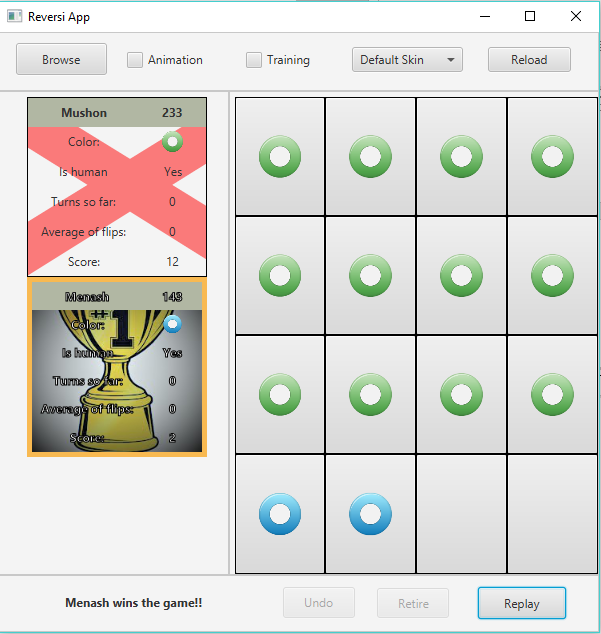 Reversi App
Browse Animation Training Default Skin Reload
Mushon 233
Color:
Is human Yes
Turns so far: 0
Average of flips: 0
Score: 12
Menash 143
#1
Color:
Is human Yes
Turns so far: 0
Average of flips: 0
Score: 2
Menash wins the game!! Undo Retire Replay